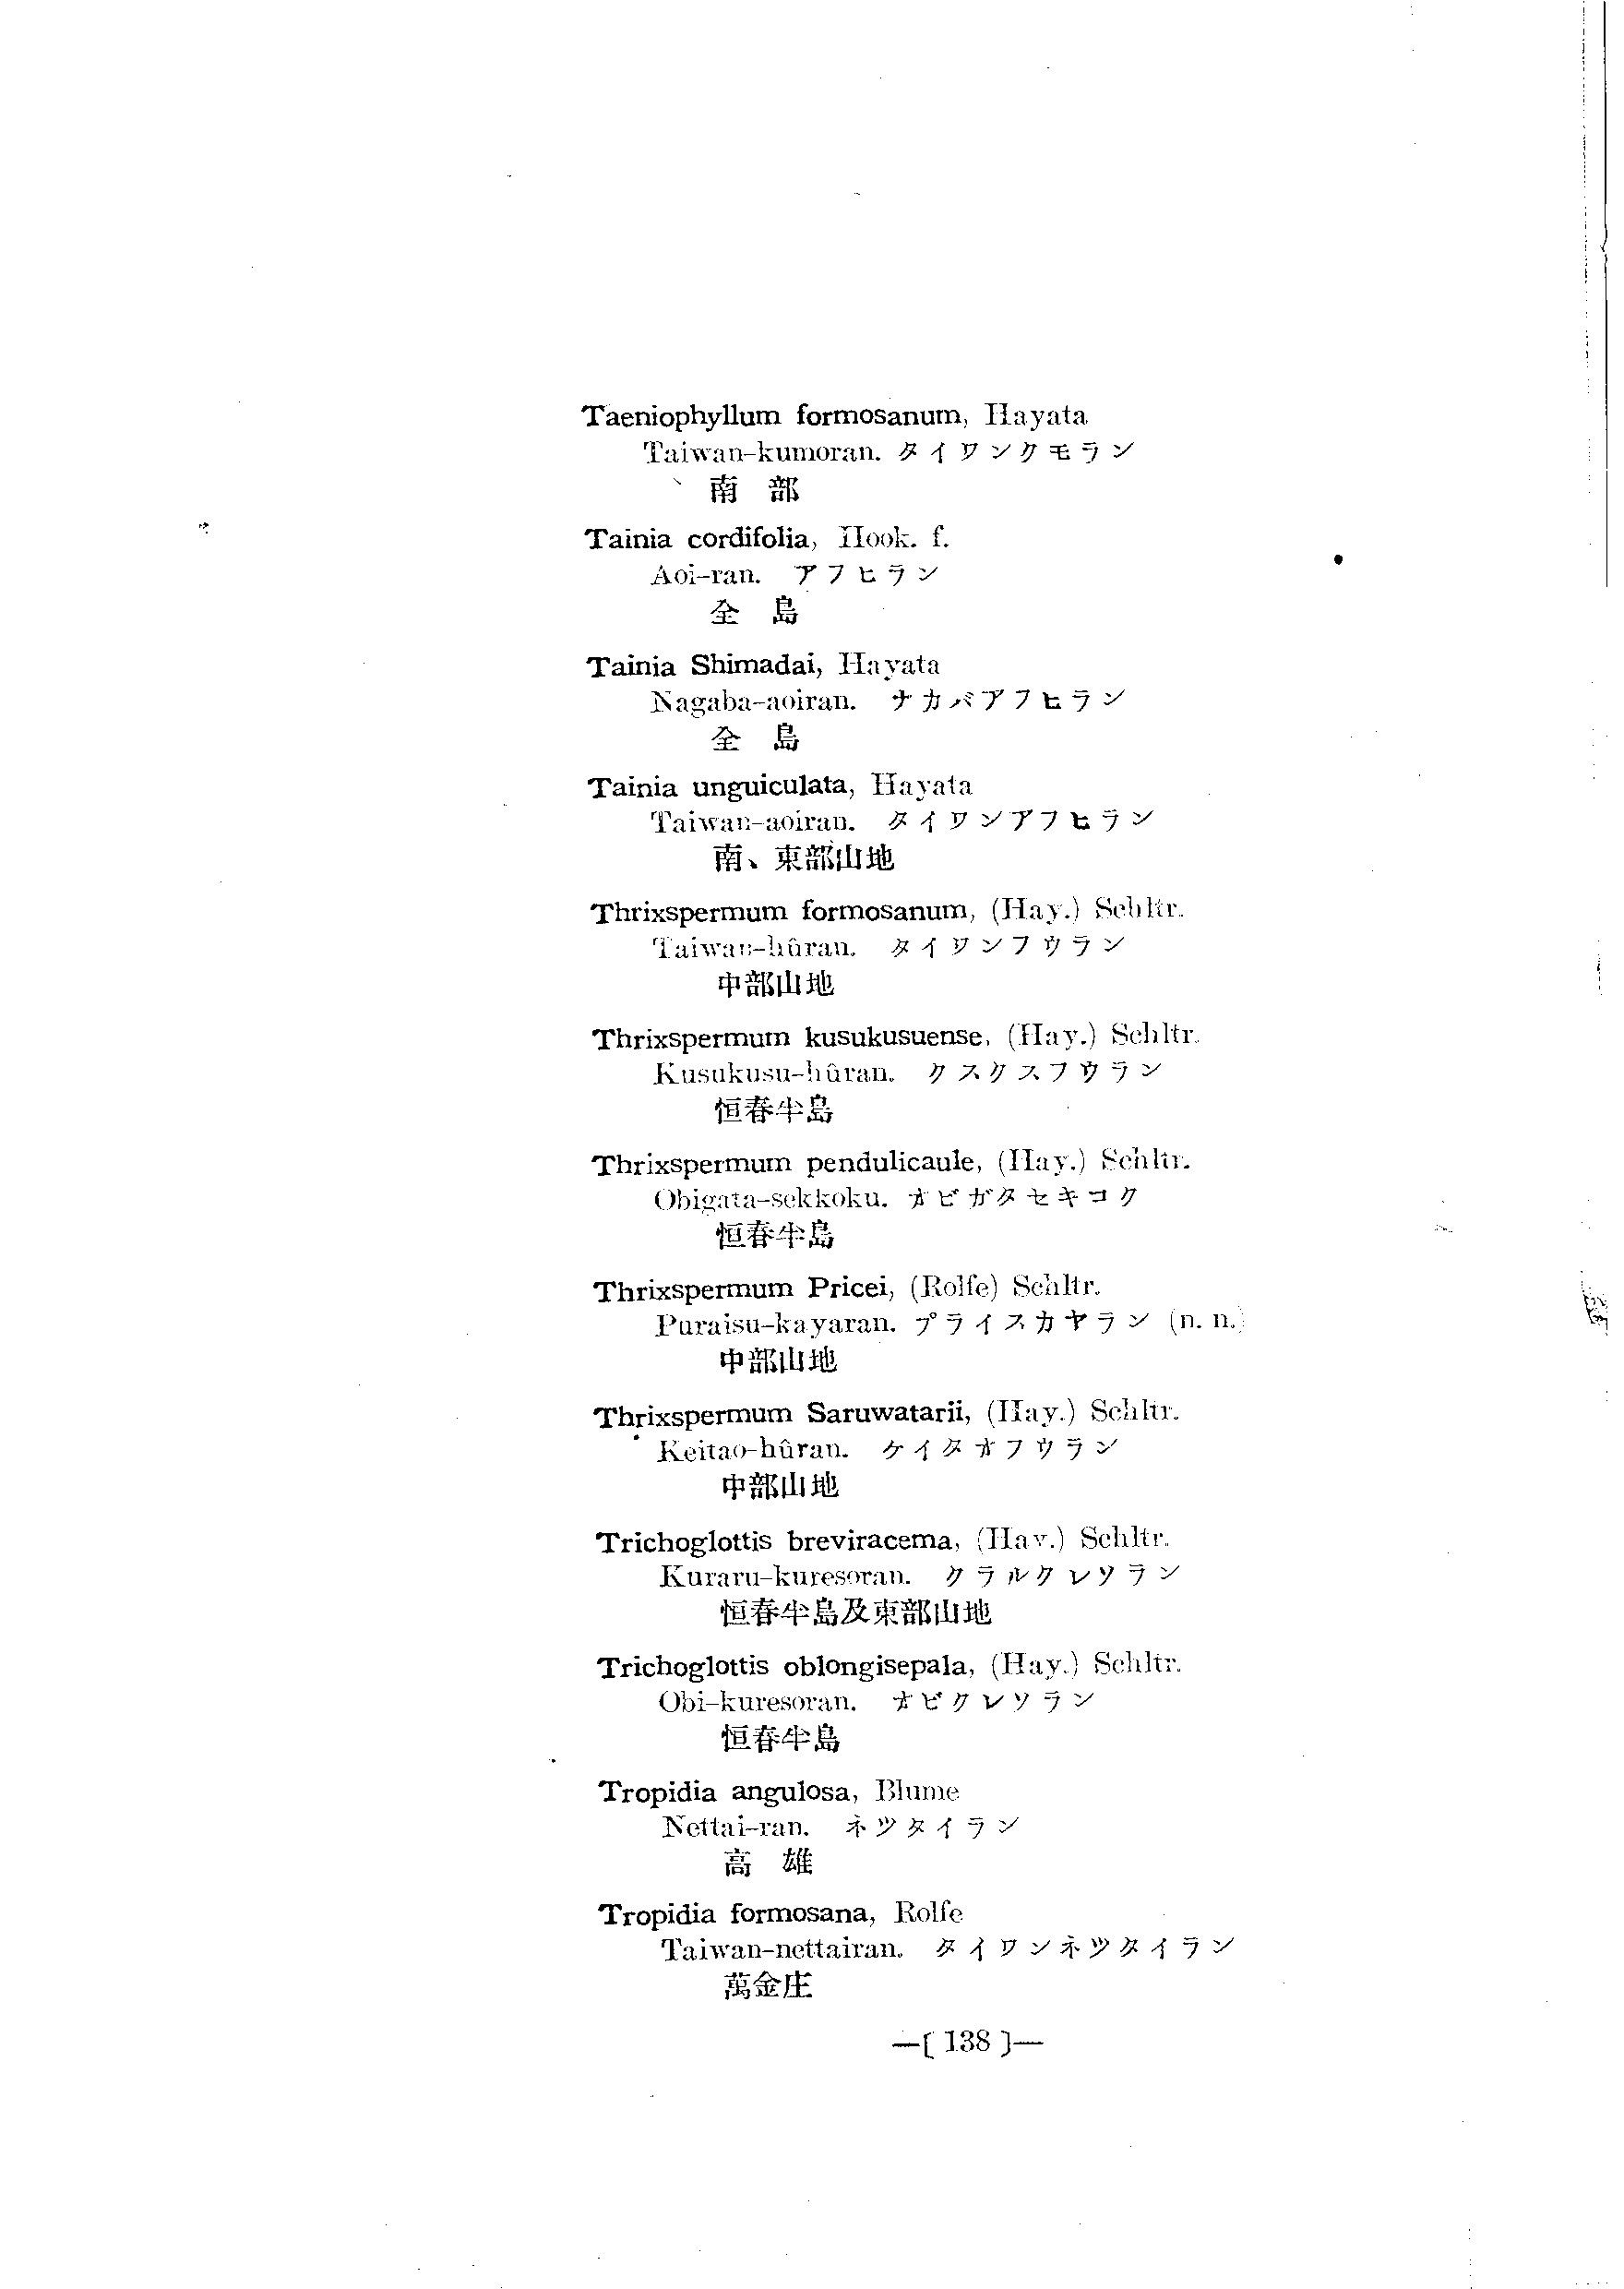 Taeniophyllum formosanum, Hayata
Taiwan-kumoran. タイワンクモラン
南 部
Tainia cordifolia, Hook. f.
Aoi-ran. アフヒラン
全 島
Tainia Shimadai, Hayata
Nagaba-aoiran. ナカバアフヒラン
全 島
Tainia unguiculata, Hayata
Taiwan-aoiran. タイワンアフヒラン
南、東部山地
Thrixspermum formosanum, (Hay.) Schltr.
Taiwan-hûran. タイワンフウラン
中部山地
Thrixspermum kusukusuense, (Hay.) Schltr.
Kusukusu-hûran. クスクスフウラン
恒春半島
Thrixspermum pendulicaule, (Hay.) Schltr.
Obigata-sekkoku. オビガタセキコク
恒春半島
Thrixspermum Pricei, (Rolfe) Schltr.
Puraisu-kayaran. プライスカヤラン (n. n.)
中部山地
Thrixspermum Saruwatarii, (Hay.) Schltr.
Keitao-hûran. ケイタオフウラン
中部山地
Trichoglottis breviracema, (Hay.) Schltr.
Kuraru-kuresoran. クラルクレソラン
恒春半島及東部山地
Trichoglottis oblongisepala, (Hay.) Schltr.
Obi-kuresoran. オビクレソラン
恒春半島
Tropidia angulosa, Blume
Nettai-ran. ネツタイラン
高 雄
Tropidia formosana, Rolfe
Taiwan-nettairan. タイワンネツタイラン
萬金庄
—[ 138 ]—